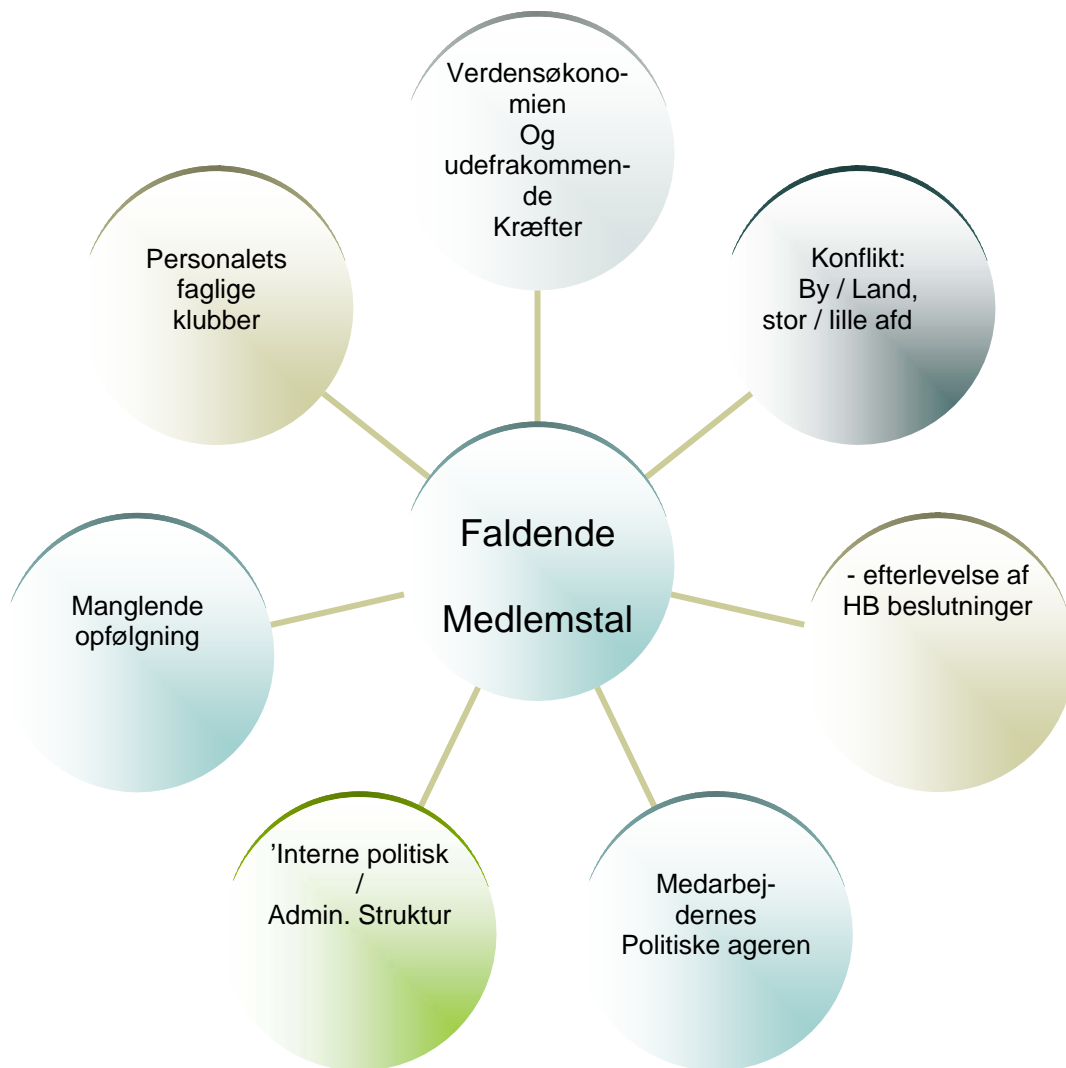 Verdensøkono-
mien
Og
udefrakommen-
de
Kræfter
Konflikt:
By / Land,
stor / lille afd
- efterlevelse af
HB beslutninger
Medarbej-
dernes
Politiske ageren
’Interne politisk
/
Admin. Struktur
Manglende
opfølgning
Personalets
faglige
klubber
Faldende
Medlemstal